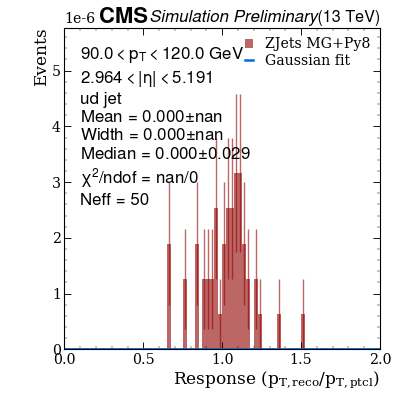 1e-6 CMS Simulation Preliminary (13 TeV)
Events
ZJets MG+Py8
Gaussian fit
90.0 < p_T < 120.0 GeV
2.964 < |η| < 5.191
ud jet
Mean = 0.000±nan
Width = 0.000±nan
Median = 0.000±0.029
χ²/ndof = nan/0
Neff = 50
5
4
3
2
1
0
0.0 0.5 1.0 1.5 2.0
Response (p_T,reco/p_T,ptcl)